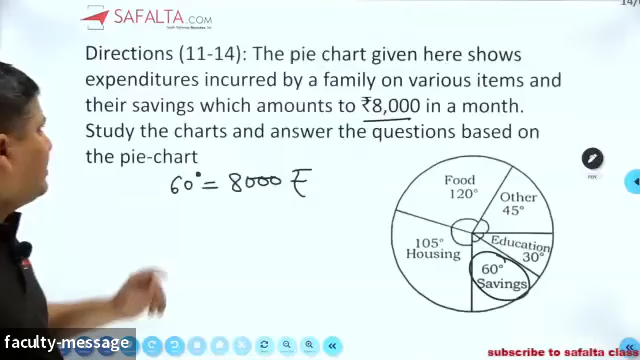 14/
SAFALTA.COM
Directions (11-14): The pie chart given here shows
expenditures incurred by a family on various items and
their savings which amounts to ₹8,000 in a month.
Study the charts and answer the questions based on
the pie-chart
60° = 8000 ₹
Food
120°
Other
45°
105°
Housing
Education
30°
60°
Savings
PEN
faculty-message
subscribe to safalta class